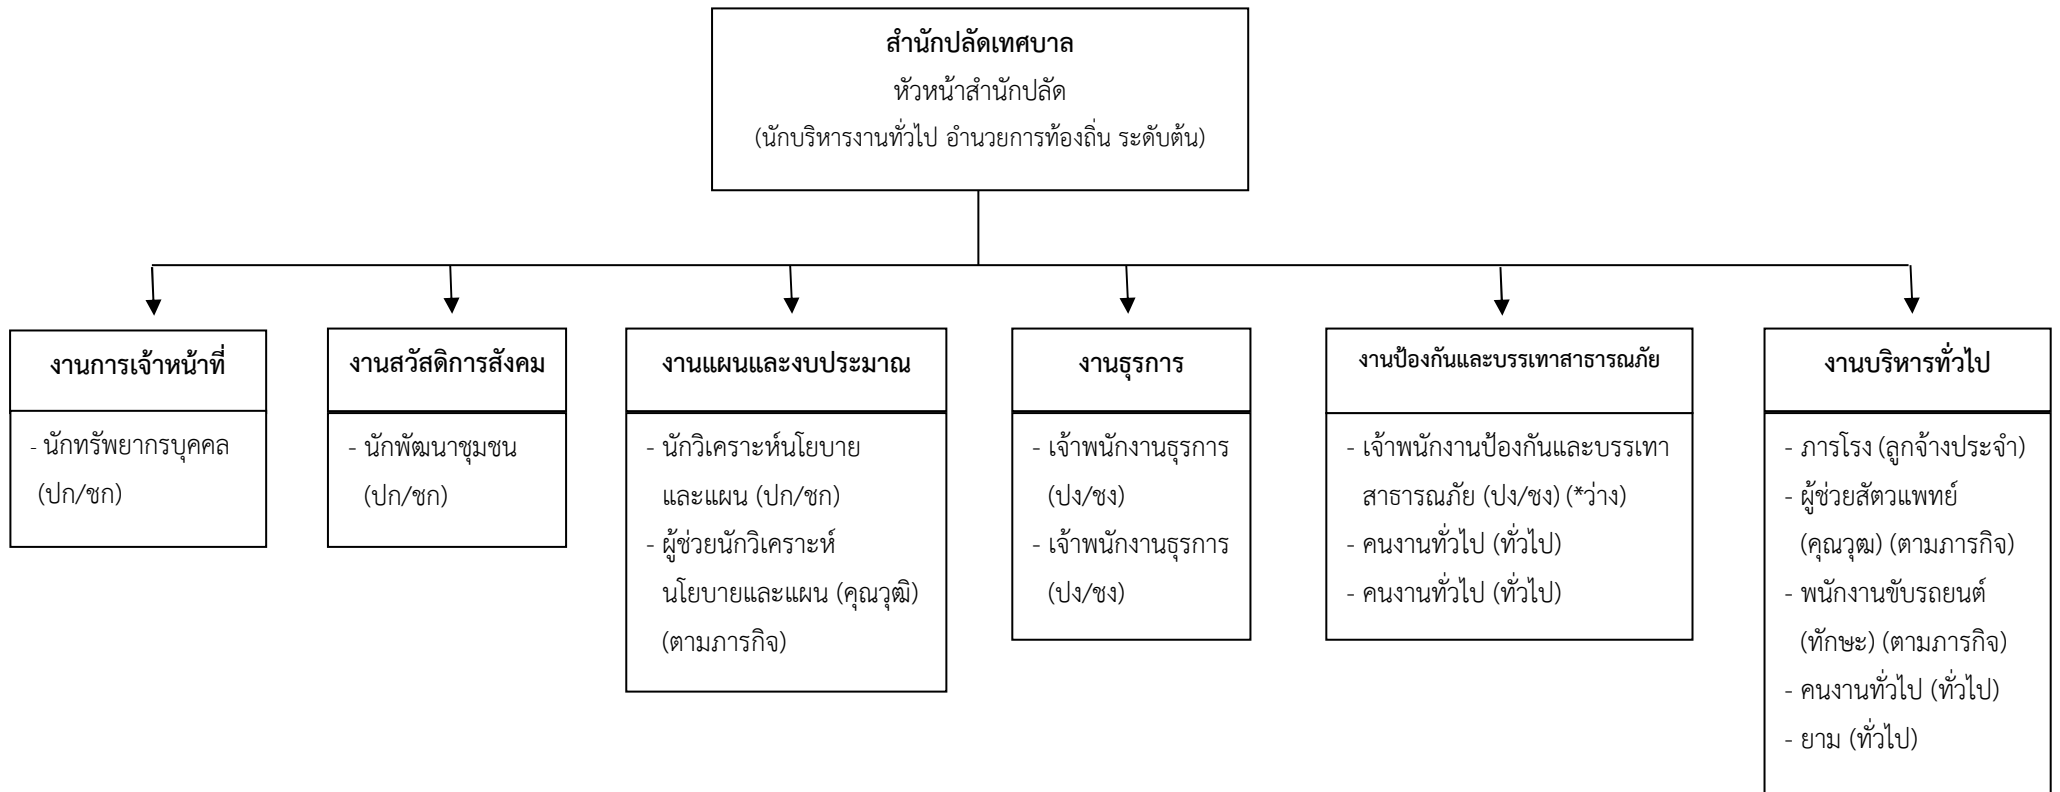 สำนักปลัดเทศบาล
หัวหน้าสำนักปลัด
(นักบริหารงานทั่วไป อำนวยการท้องถิ่น ระดับต้น)
งานการเจ้าหน้าที่
- นักทรัพยากรบุคคล
(ปก/ชก)
งานสวัสดิการสังคม
- นักพัฒนาชุมชน
(ปก/ชก)
งานแผนและงบประมาณ
- นักวิเคราะห์นโยบาย
และแผน (ปก/ชก)
- ผู้ช่วยนักวิเคราะห์
นโยบายและแผน (คุณวุฒิ)
(ตามภารกิจ)
งานธุรการ
- เจ้าพนักงานธุรการ
(ปง/ชง)
- เจ้าพนักงานธุรการ
(ปง/ชง)
งานป้องกันและบรรเทาสาธารณภัย
- เจ้าพนักงานป้องกันและบรรเทา
สาธารณภัย (ปง/ชง) (*ว่าง)
- คนงานทั่วไป (ทั่วไป)
- คนงานทั่วไป (ทั่วไป)
งานบริหารทั่วไป
- ภารโรง (ลูกจ้างประจำ)
- ผู้ช่วยสัตวแพทย์
(คุณวุฒ) (ตามภารกิจ)
- พนักงานขับรถยนต์
(ทักษะ) (ตามภารกิจ)
- คนงานทั่วไป (ทั่วไป)
- ยาม (ทั่วไป)